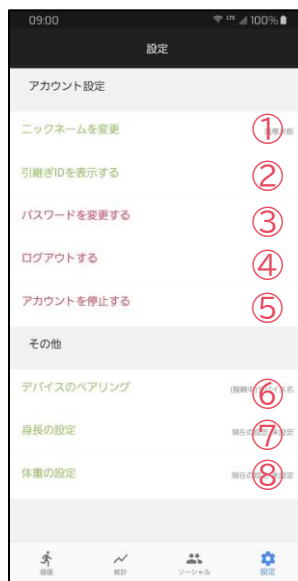 09:00 LTE 100%
設定
アカウント設定
ニックネームを変更 ①
引継ぎIDを表示する ②
パスワードを変更する ③
ログアウトする ④
アカウントを停止する ⑤
その他
デバイスのペアリング ⑥
身長の設定 ⑦
体重の設定 ⑧
統計 ソーシャル 設定